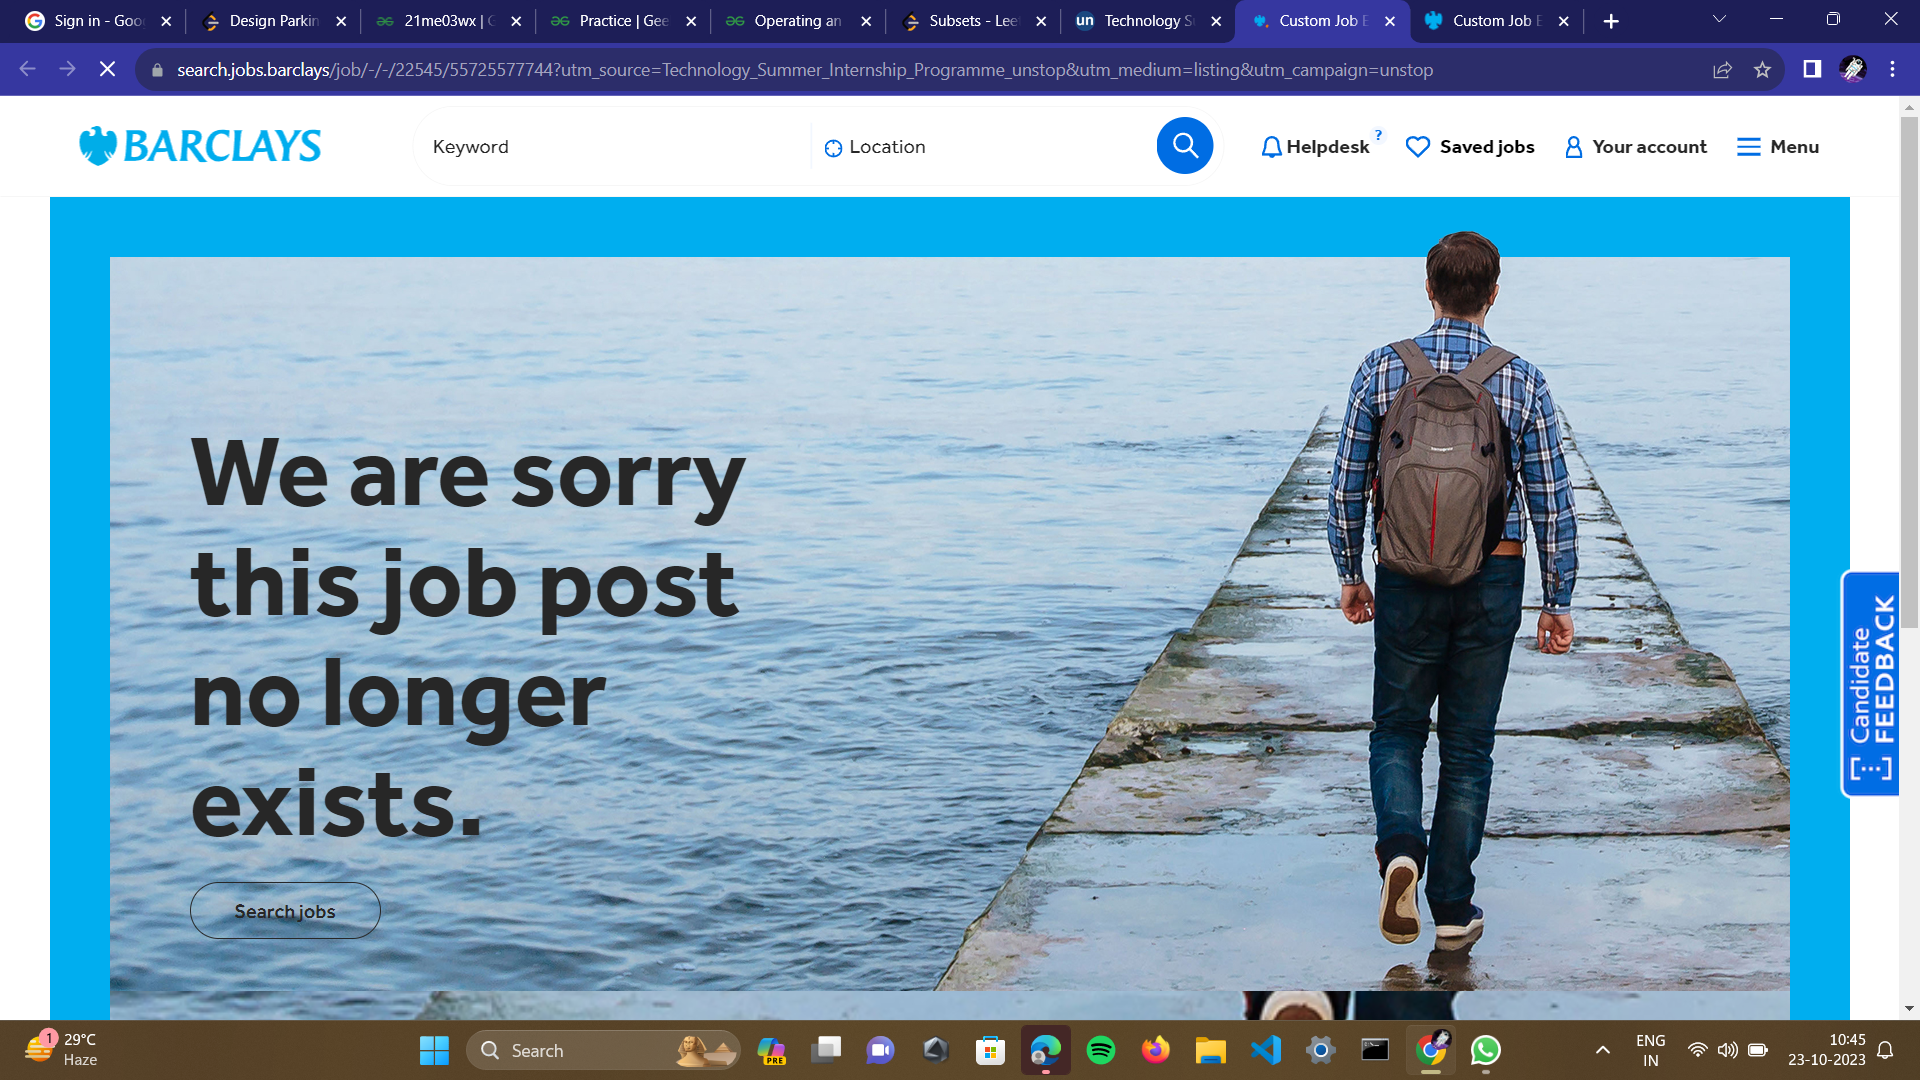 Sign in - Goo
Design Parkin
21me03wx | G
Practice | Gee
Operating an
Subsets - Lee
un
Technology Su
Custom Job E
Custom Job E
search.jobs.barclays/job/-/-/22545/55725577744?utm_source=Technology_Summer_Internship_Programme_unstop&utm_medium=listing&utm_campaign=unstop
BARCLAYS
Keyword
Location
Helpdesk ?
Saved jobs
Your account
Menu
We are sorry
this job post
no longer
exists.
Search jobs
Candidate
FEEDBACK
1
29°C
Haze
Search
PRE
ENG
IN
10:45
23-10-2023